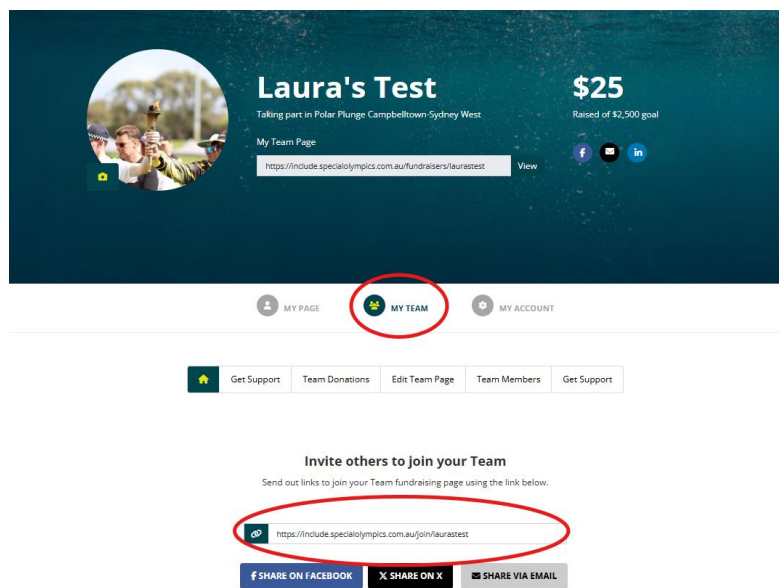 Laura's Test
Taking part in Polar Plunge Campbelltown-Sydney West
My Team Page
https://include.specialolympics.com.au/fundraisers/laurastest View
$25
Raised of $2,500 goal
MY PAGE MY TEAM MY ACCOUNT
Get Support Team Donations Edit Team Page Team Members Get Support
Invite others to join your Team
Send out links to join your Team fundraising page using the link below.
https://include.specialolympics.com.au/join/laurastest
SHARE ON FACEBOOK SHARE ON X SHARE VIA EMAIL